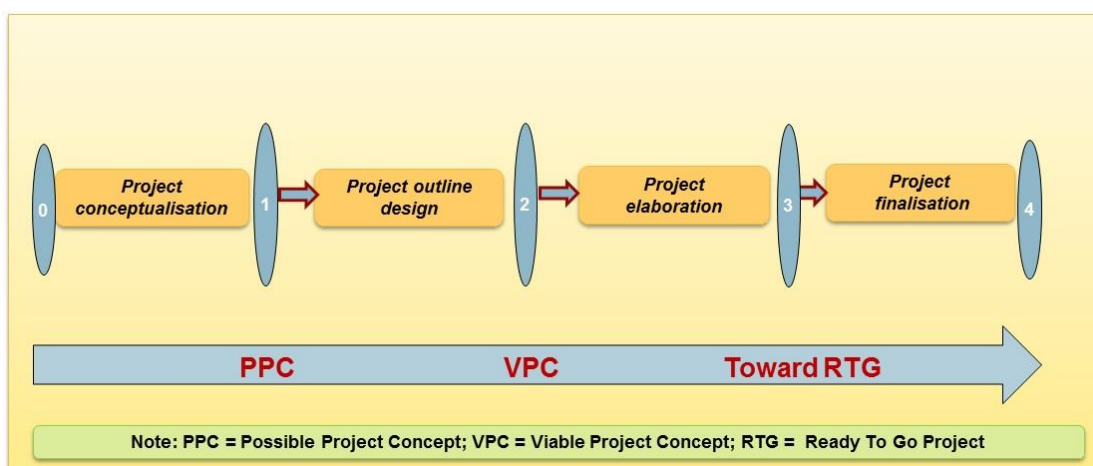 0
Project
conceptualisation
1
Project outline
design
2
Project
elaboration
3
Project
finalisation
4
PPC
VPC
Toward RTG
Note: PPC = Possible Project Concept; VPC = Viable Project Concept; RTG = Ready To Go Project